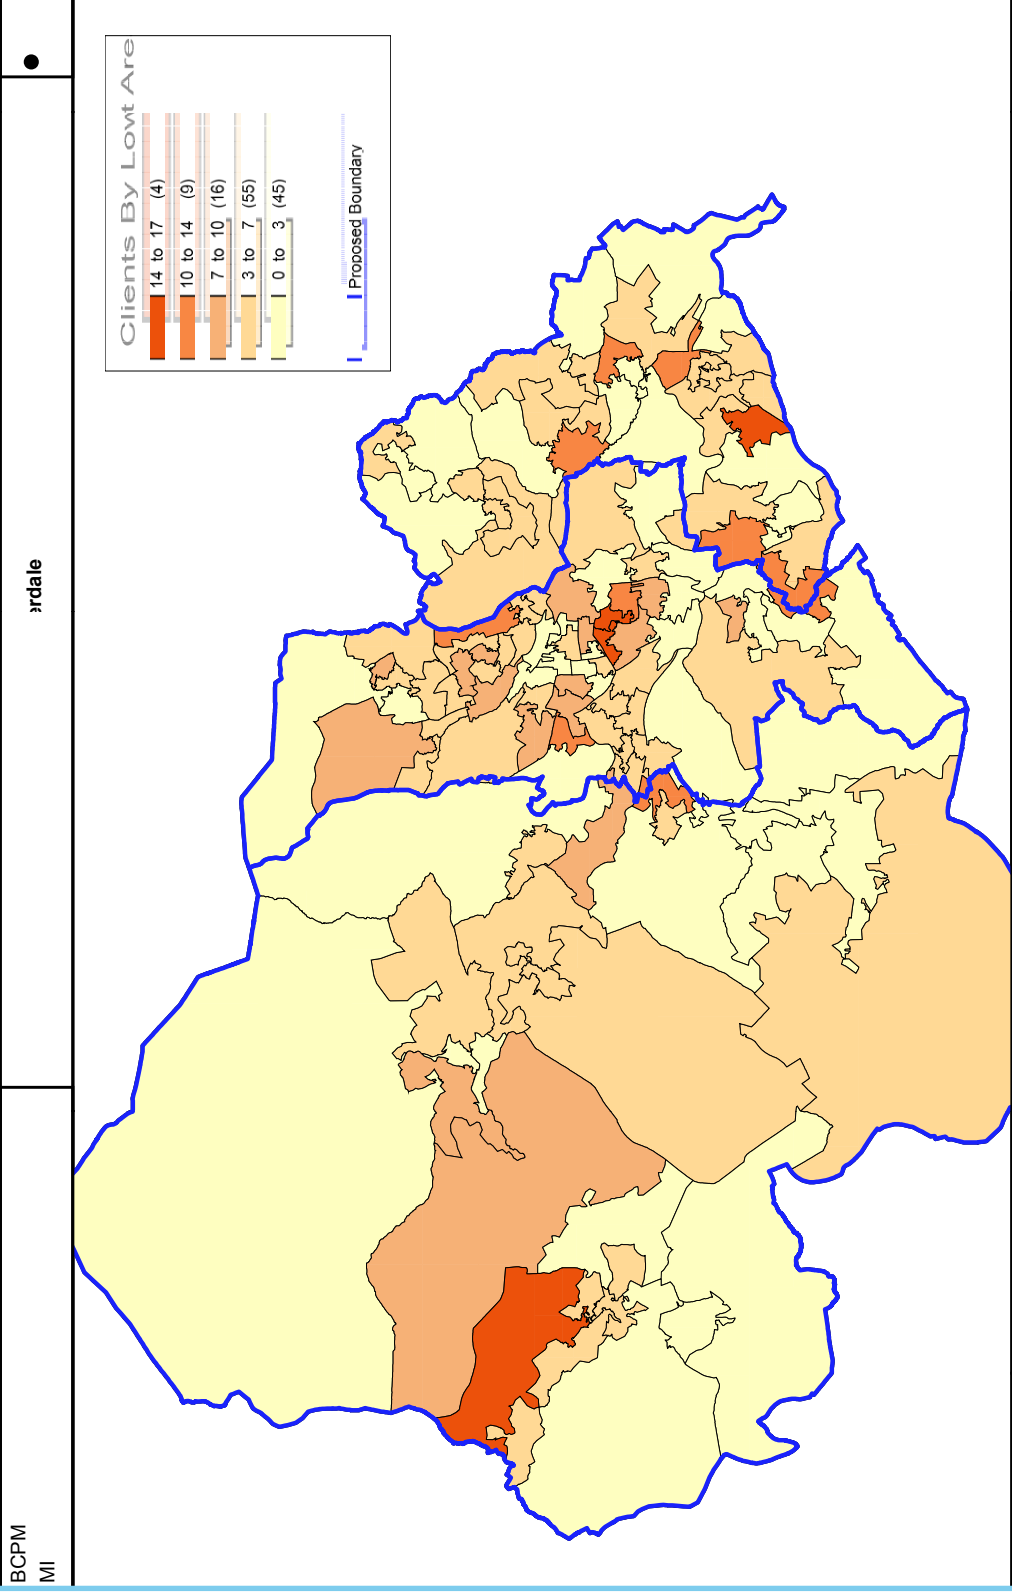 BCPM
MI
rdale
Clients By Lowt Are
14 to 17 (4)
10 to 14 (9)
7 to 10 (16)
3 to 7 (55)
0 to 3 (45)
Proposed Boundary